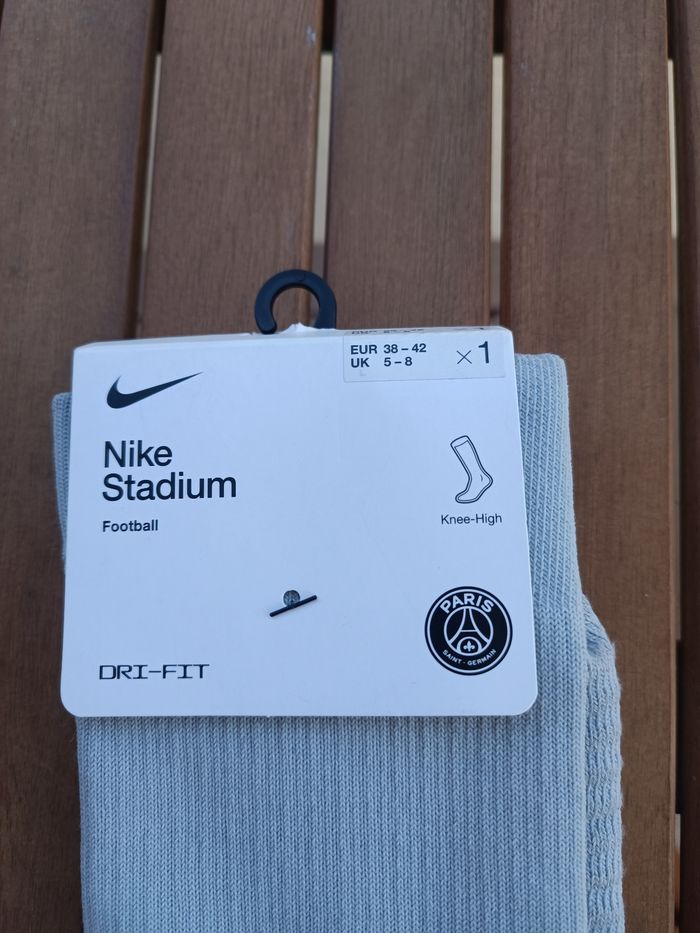 EUR 38 – 42
UK 5 – 8
× 1
Nike
Stadium
Football
Knee-High
PARIS
SAINT - GERMAIN
DRI-FIT